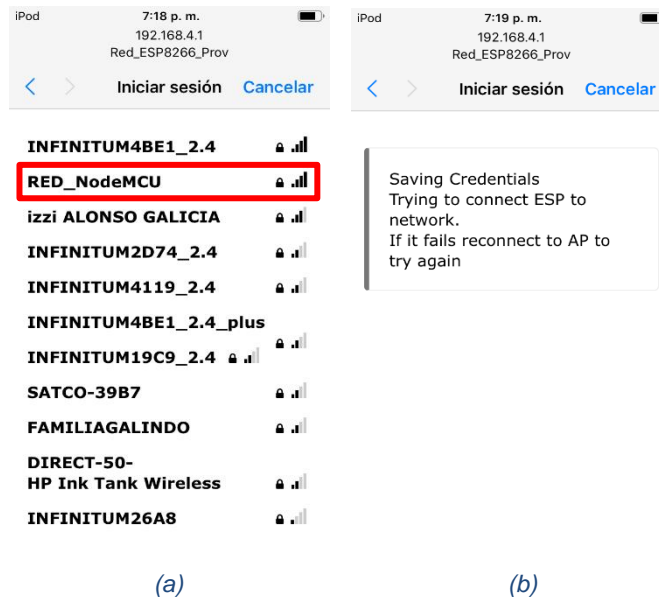 iPod 7:18 p. m.
192.168.4.1
Red_ESP8266_Prov
Iniciar sesión Cancelar
INFINITUM4BE1_2.4
RED_NodeMCU
izzi ALONSO GALICIA
INFINITUM2D74_2.4
INFINITUM4119_2.4
INFINITUM4BE1_2.4_plus
INFINITUM19C9_2.4
SATCO-39B7
FAMILIAGALINDO
DIRECT-50-
HP Ink Tank Wireless
INFINITUM26A8
(a)
iPod 7:19 p. m.
192.168.4.1
Red_ESP8266_Prov
Iniciar sesión Cancelar
Saving Credentials
Trying to connect ESP to
network.
If it fails reconnect to AP to
try again
(b)